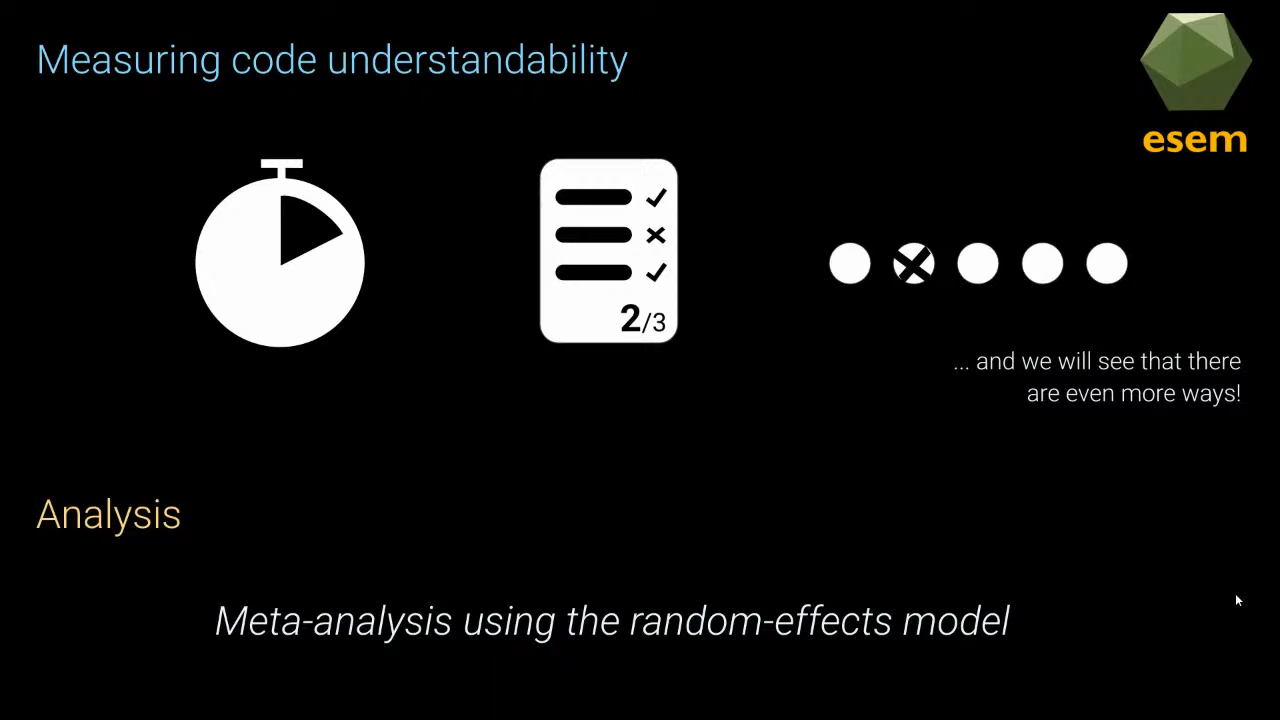 Measuring code understandability
esem
2/3
... and we will see that there
are even more ways!
Analysis
Meta-analysis using the random-effects model